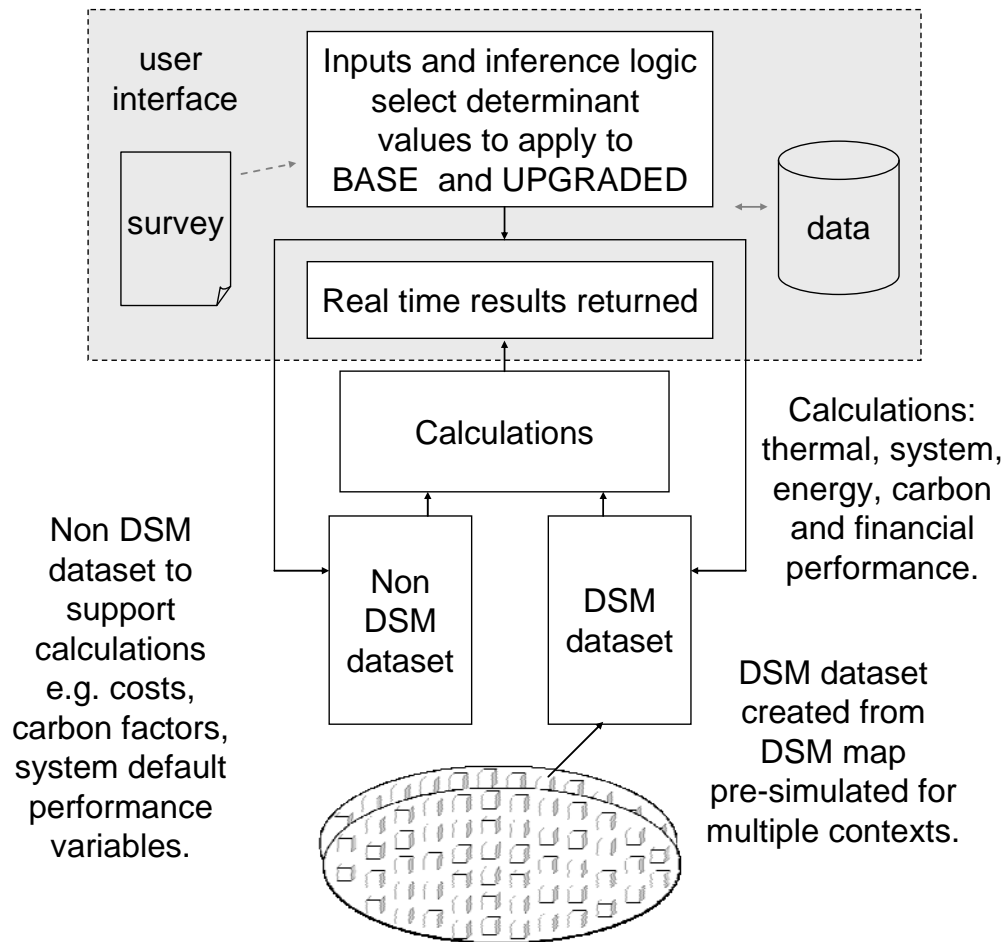 user
interface
Inputs and inference logic
select determinant
values to apply to
BASE and UPGRADED
survey
data
Real time results returned
Calculations
Calculations:
thermal, system,
energy, carbon
and financial
performance.
Non DSM
dataset to
support
calculations
e.g. costs,
carbon factors,
system default
performance
variables.
Non
DSM
dataset
DSM
dataset
DSM dataset
created from
DSM map
pre-simulated for
multiple contexts.